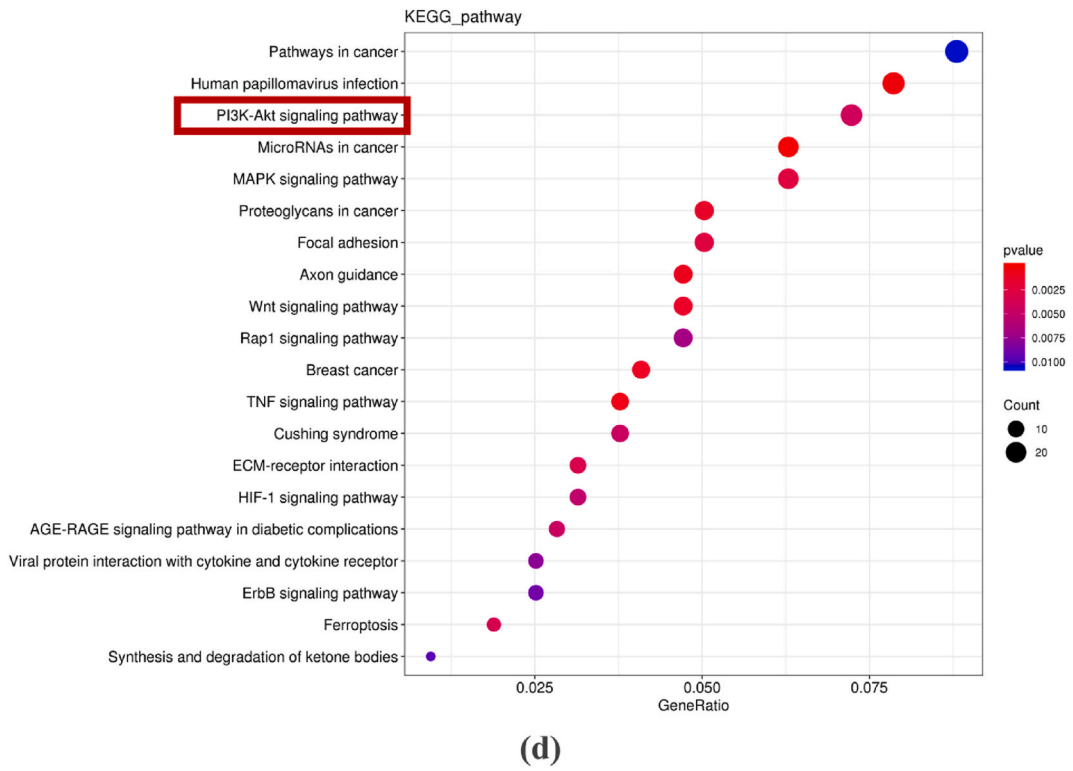 KEGG_pathway
Pathways in cancer
Human papillomavirus infection
PI3K-Akt signaling pathway
MicroRNAs in cancer
MAPK signaling pathway
Proteoglycans in cancer
Focal adhesion
Axon guidance
Wnt signaling pathway
Rap1 signaling pathway
Breast cancer
TNF signaling pathway
Cushing syndrome
ECM-receptor interaction
HIF-1 signaling pathway
AGE-RAGE signaling pathway in diabetic complications
Viral protein interaction with cytokine and cytokine receptor
ErbB signaling pathway
Ferroptosis
Synthesis and degradation of ketone bodies
0.025 0.050 0.075
GeneRatio
pvalue
0.0025
0.0050
0.0075
0.0100
Count
10
20
(d)